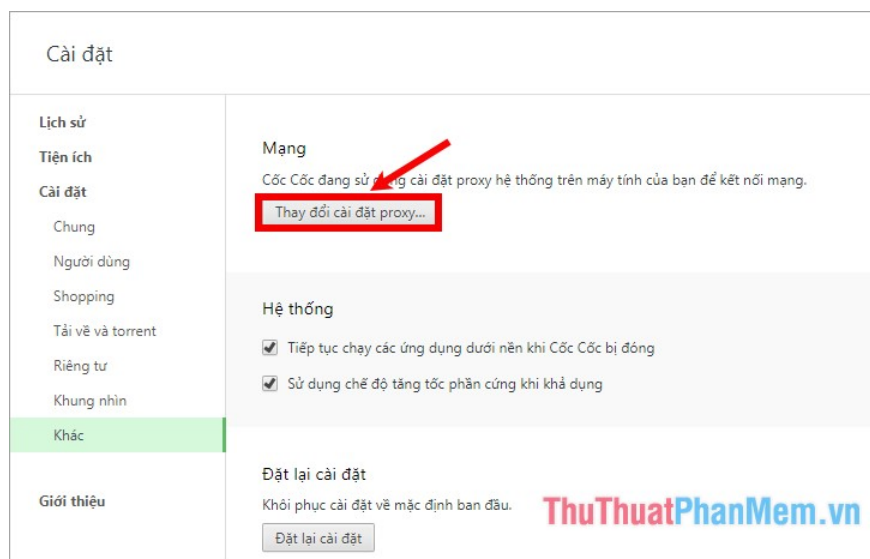 Cài đặt
Lịch sử
Tiện ích
Cài đặt
Chung
Người dùng
Shopping
Tải về và torrent
Riêng tư
Khung nhìn
Khác
Giới thiệu
Mạng
Cốc Cốc đang sử dụng cài đặt proxy hệ thống trên máy tính của bạn để kết nối mạng.
Thay đổi cài đặt proxy...
Hệ thống
Tiếp tục chạy các ứng dụng dưới nền khi Cốc Cốc bị đóng
Sử dụng chế độ tăng tốc phần cứng khi khả dụng
Đặt lại cài đặt
Khôi phục cài đặt về mặc định ban đầu.
Đặt lại cài đặt
ThuThuatPhanMem.vn